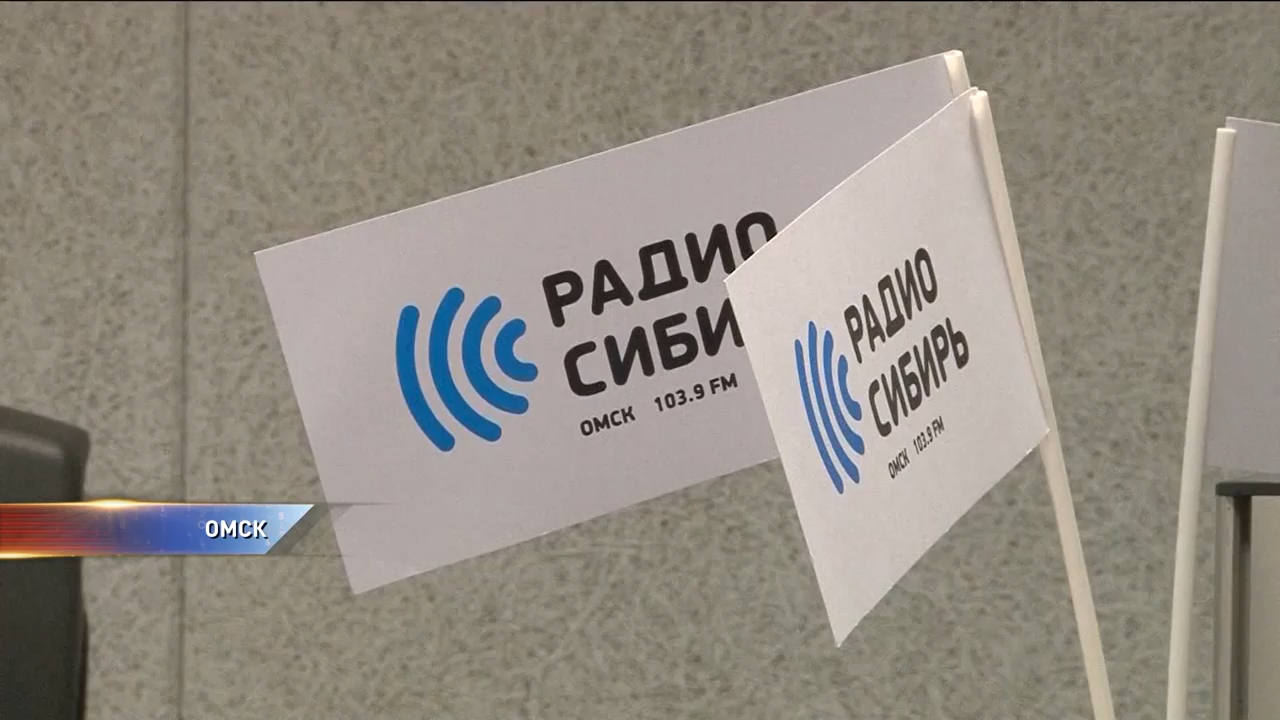 РАДИО
СИБИ
ОМСК 103.9 FM
РАДИО
СИБИРЬ
ОМСК 103.9 FM
ОМСК